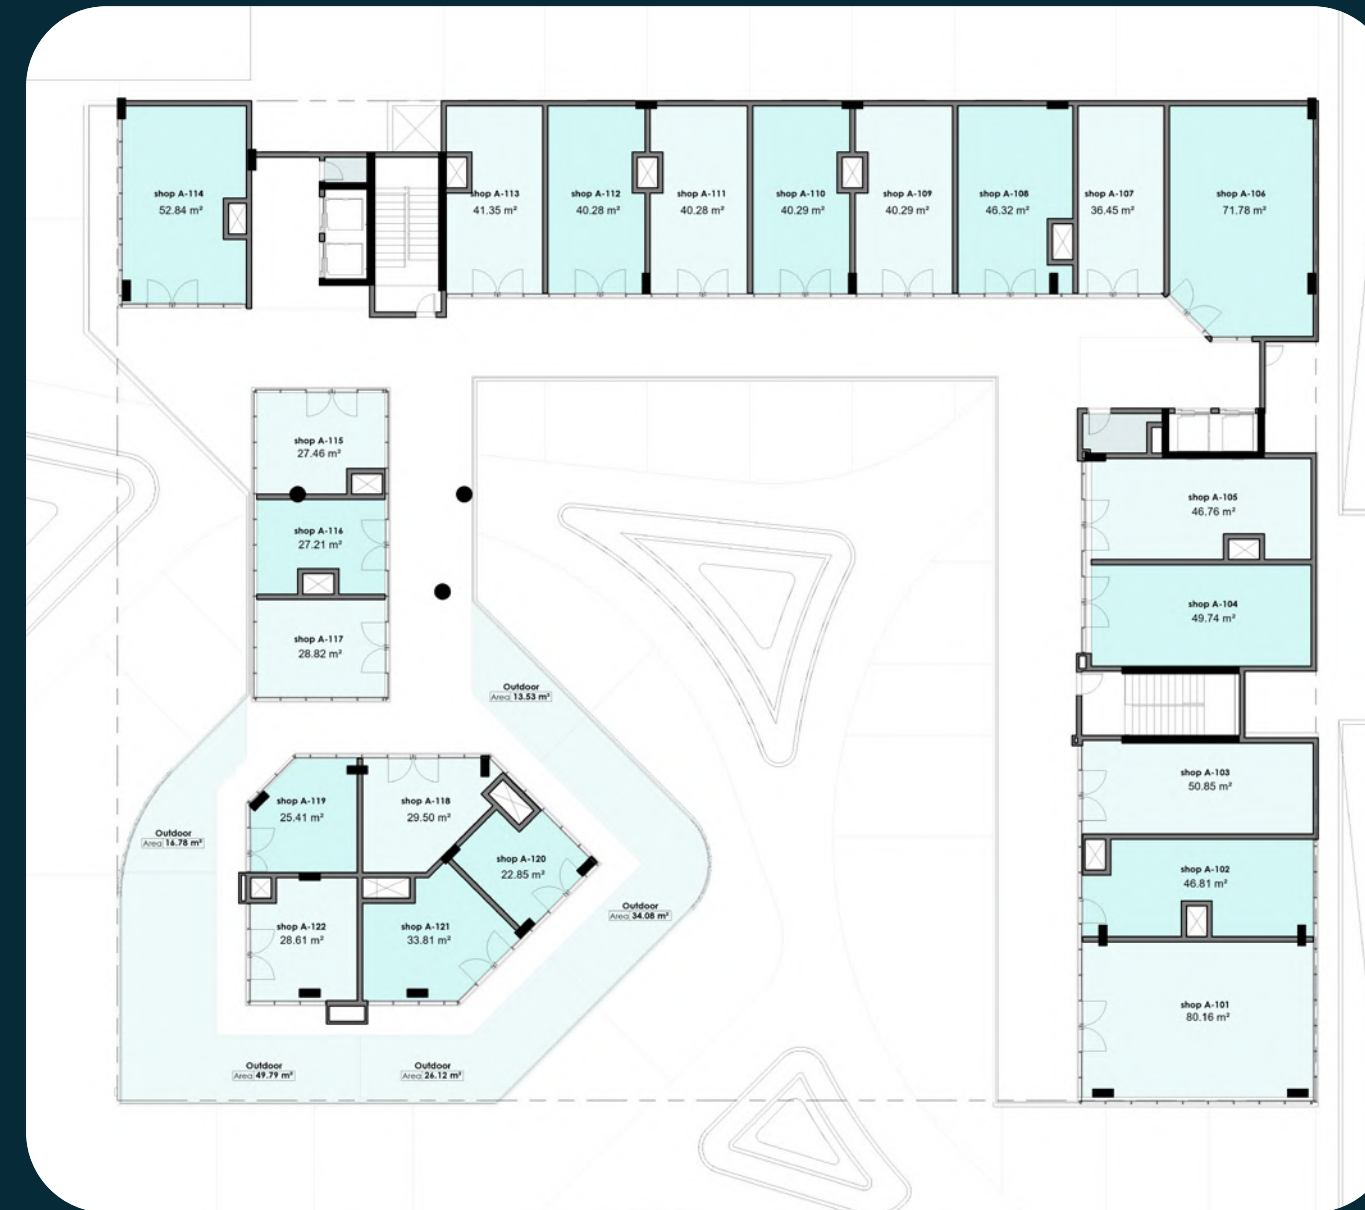 shop A-114
52.84 m²
shop A-113
41.35 m²
shop A-112
40.28 m²
shop A-111
40.28 m²
shop A-110
40.29 m²
shop A-109
40.29 m²
shop A-108
46.32 m²
shop A-107
36.45 m²
shop A-106
71.78 m²
shop A-115
27.46 m²
shop A-116
27.21 m²
shop A-117
28.82 m²
shop A-105
46.76 m²
shop A-104
49.74 m²
Outdoor
Area 13.53 m²
shop A-103
50.85 m²
shop A-119
25.41 m²
shop A-118
29.50 m²
Outdoor
Area 16.78 m²
shop A-120
22.85 m²
shop A-102
46.81 m²
Outdoor
Area 34.08 m²
shop A-122
28.61 m²
shop A-121
33.81 m²
shop A-101
80.16 m²
Outdoor
Area 49.79 m²
Outdoor
Area 26.12 m²